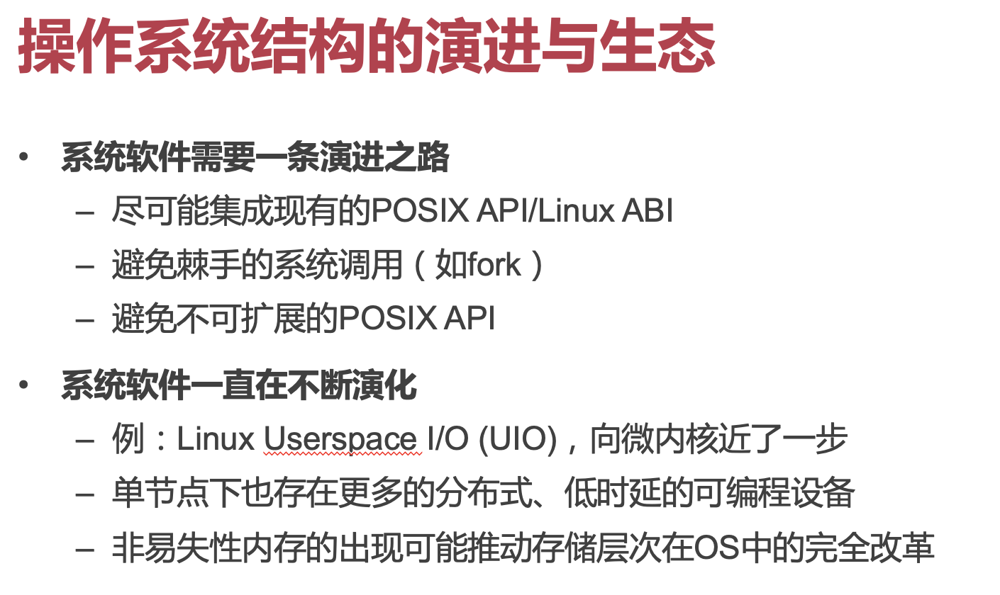 操作系统结构的演进与生态
• 系统软件需要一条演进之路
– 尽可能集成现有的POSIX API/Linux ABI
– 避免棘手的系统调用（如fork）
– 避免不可扩展的POSIX API
• 系统软件一直在不断演化
– 例：Linux Userspace I/O (UIO)，向微内核近了一步
– 单节点下也存在更多的分布式、低时延的可编程设备
– 非易失性内存的出现可能推动存储层次在OS中的完全改革